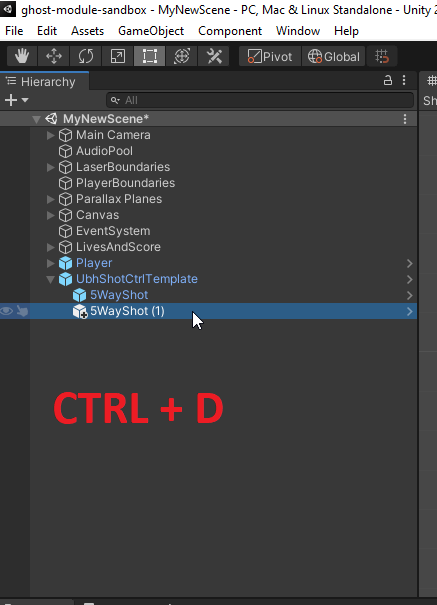 ghost-module-sandbox - MyNewScene - PC, Mac & Linux Standalone - Unity 2
File Edit Assets GameObject Component Window Help
Pivot Global
Hierarchy
All
Sh
MyNewScene*
Main Camera
AudioPool
LaserBoundaries
PlayerBoundaries
Parallax Planes
Canvas
EventSystem
LivesAndScore
Player
UbhShotCtrlTemplate
5WayShot
5WayShot (1)
CTRL + D